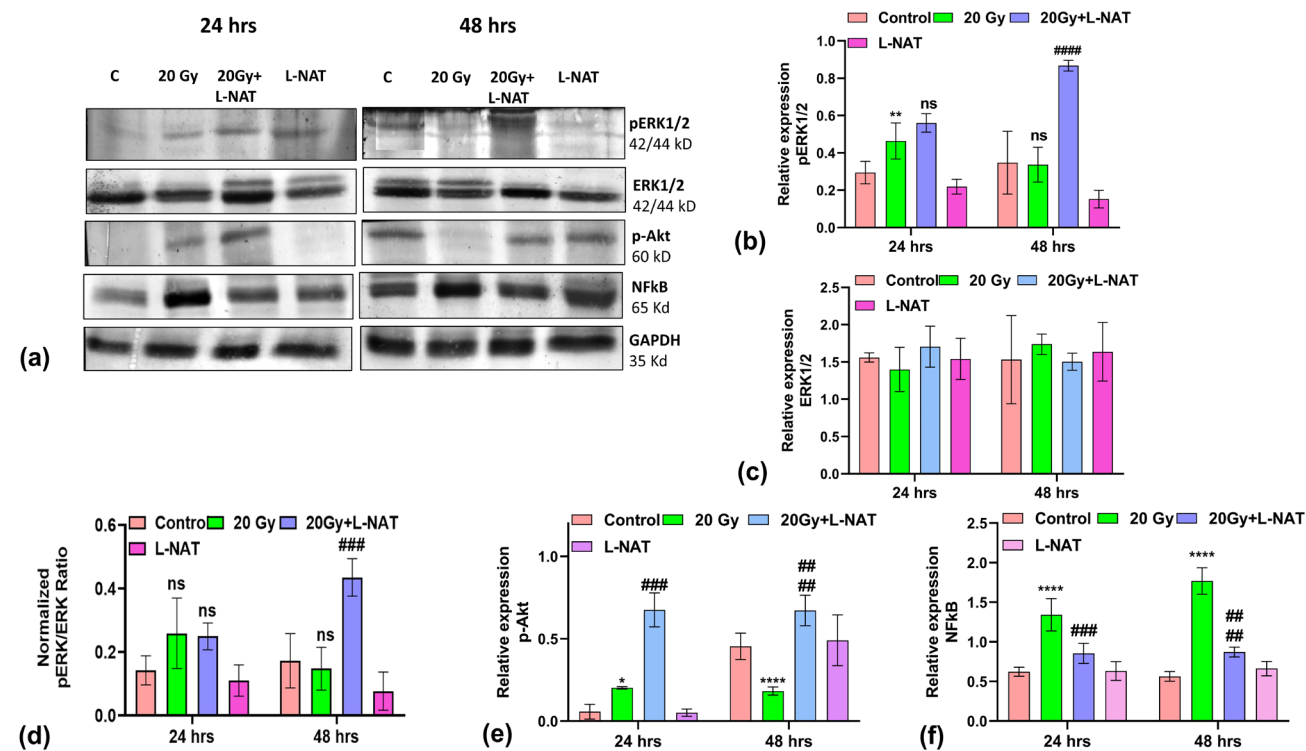 24 hrs
48 hrs
C
20 Gy
20Gy+
L-NAT
L-NAT
C
20 Gy
20Gy+
L-NAT
L-NAT
pERK1/2
42/44 kD
ERK1/2
42/44 kD
p-Akt
60 kD
NFkB
65 Kd
GAPDH
35 Kd
(a)
Control 20 Gy 20Gy+L-NAT
L-NAT
Relative expression
pERK1/2
1.0
0.8
0.6
0.4
0.2
0.0
** ns
ns ####
24 hrs 48 hrs
(b)
Control 20 Gy 20Gy+L-NAT
L-NAT
Relative expression
ERK1/2
2.5
2.0
1.5
1.0
0.5
0.0
24 hrs 48 hrs
(c)
Control 20 Gy 20Gy+L-NAT
L-NAT
Normalized
pERK/ERK Ratio
0.6
0.4
0.2
0.0
ns ns
ns ###
24 hrs 48 hrs
(d)
Control 20 Gy 20Gy+L-NAT
L-NAT
Relative expression
p-Akt
1.0
0.5
0.0
* ###
**** ##
##
24 hrs 48 hrs
(e)
Control 20 Gy 20Gy+L-NAT
L-NAT
Relative expression
NFkB
2.5
2.0
1.5
1.0
0.5
0.0
**** ###
**** ##
##
24 hrs 48 hrs
(f)